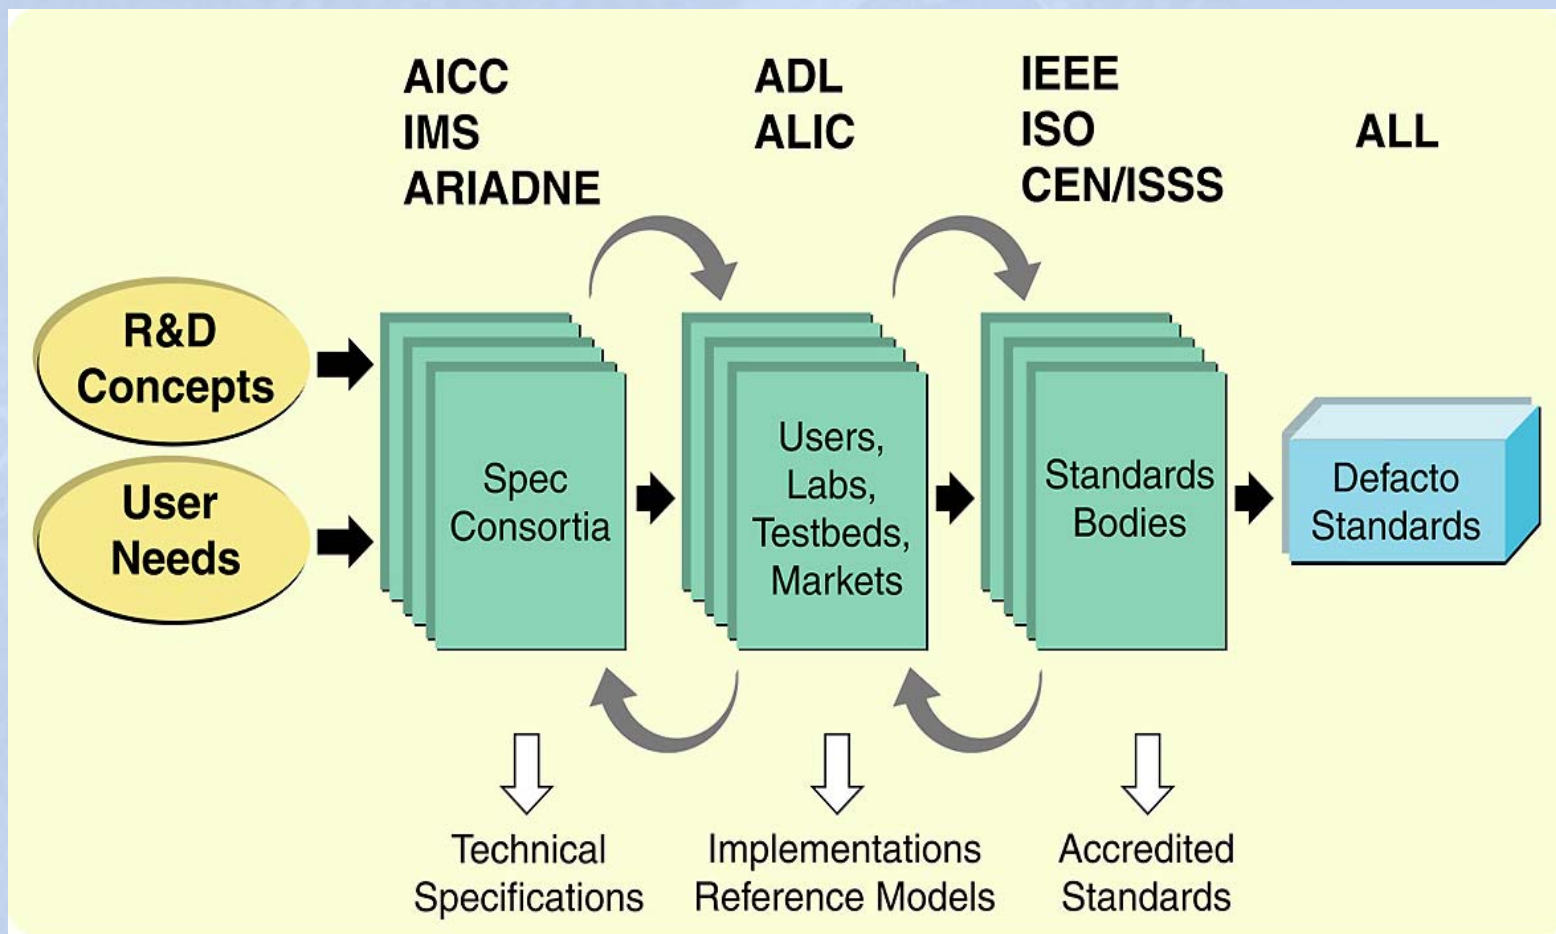 AICC
IMS
ARIADNE
ADL
ALIC
IEEE
ISO
CEN/ISSS
ALL
R&D
Concepts
User
Needs
Spec
Consortia
Users,
Labs,
Testbeds,
Markets
Standards
Bodies
Defacto
Standards
Technical
Specifications
Implementations
Reference Models
Accredited
Standards